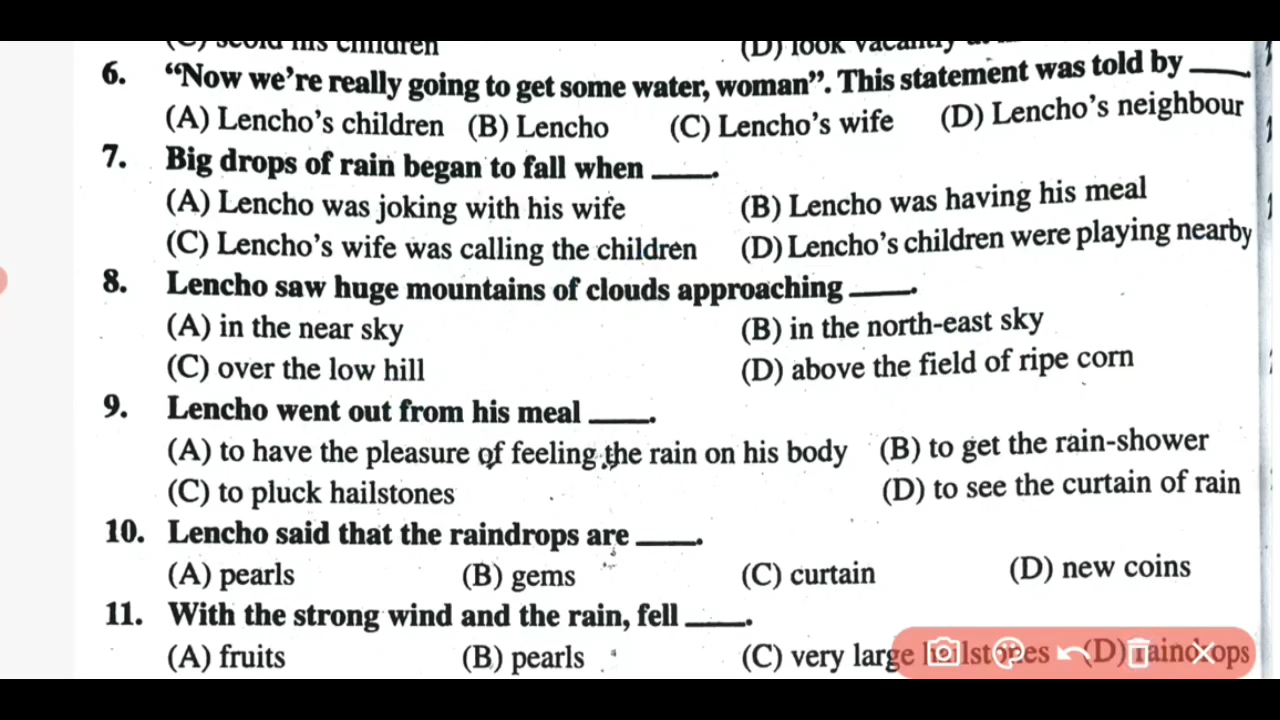 (C) scold his children (D) look vacantly
6. “Now we’re really going to get some water, woman”. This statement was told by ____.
(A) Lencho’s children (B) Lencho (C) Lencho’s wife (D) Lencho’s neighbour
7. Big drops of rain began to fall when ____.
(A) Lencho was joking with his wife (B) Lencho was having his meal
(C) Lencho’s wife was calling the children (D) Lencho’s children were playing nearby
8. Lencho saw huge mountains of clouds approaching ____.
(A) in the near sky (B) in the north-east sky
(C) over the low hill (D) above the field of ripe corn
9. Lencho went out from his meal ____.
(A) to have the pleasure of feeling the rain on his body (B) to get the rain-shower
(C) to pluck hailstones (D) to see the curtain of rain
10. Lencho said that the raindrops are ____.
(A) pearls (B) gems (C) curtain (D) new coins
11. With the strong wind and the rain, fell ____.
(A) fruits (B) pearls (C) very large hailstones (D) raindrops